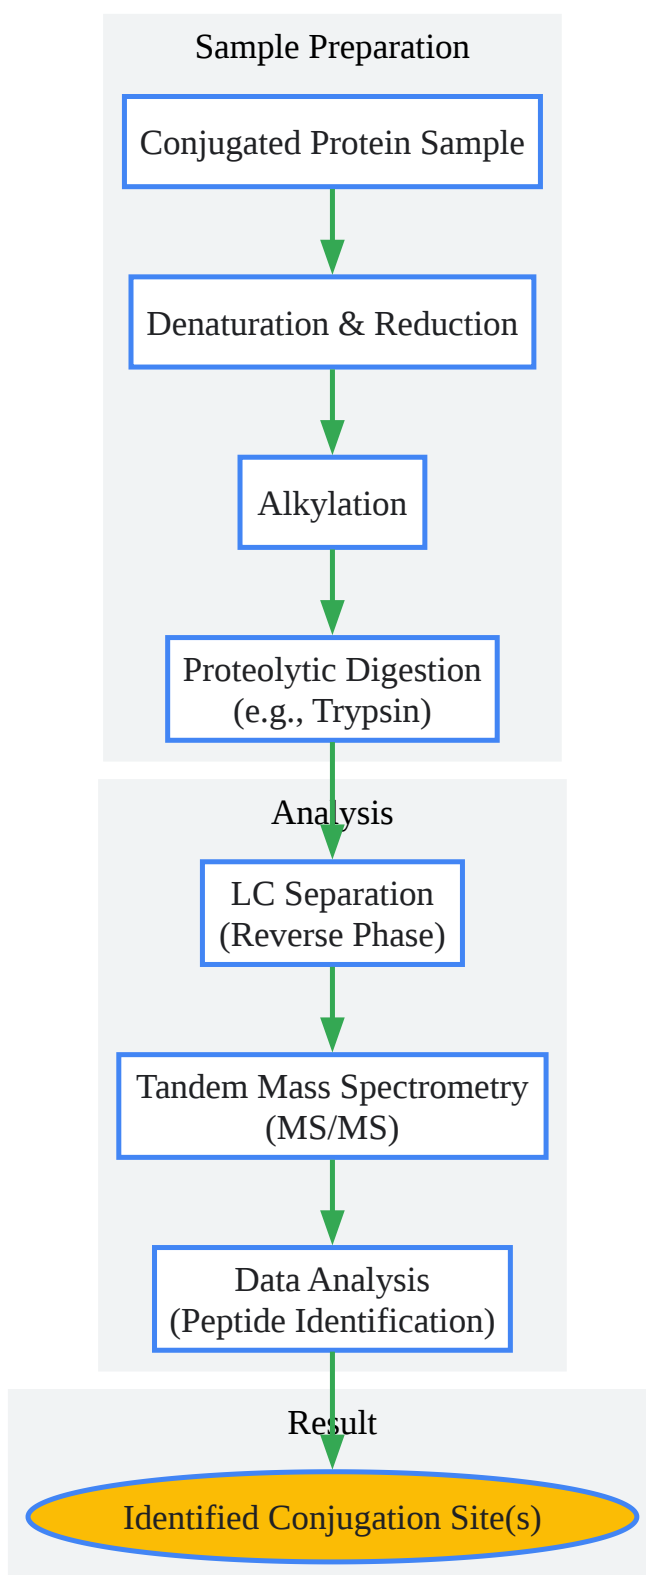 Sample Preparation
Conjugated Protein Sample
Denaturation & Reduction
Alkylation
Proteolytic Digestion
(e.g., Trypsin)
Analysis
LC Separation
(Reverse Phase)
Tandem Mass Spectrometry
(MS/MS)
Data Analysis
(Peptide Identification)
Result
Identified Conjugation Site(s)